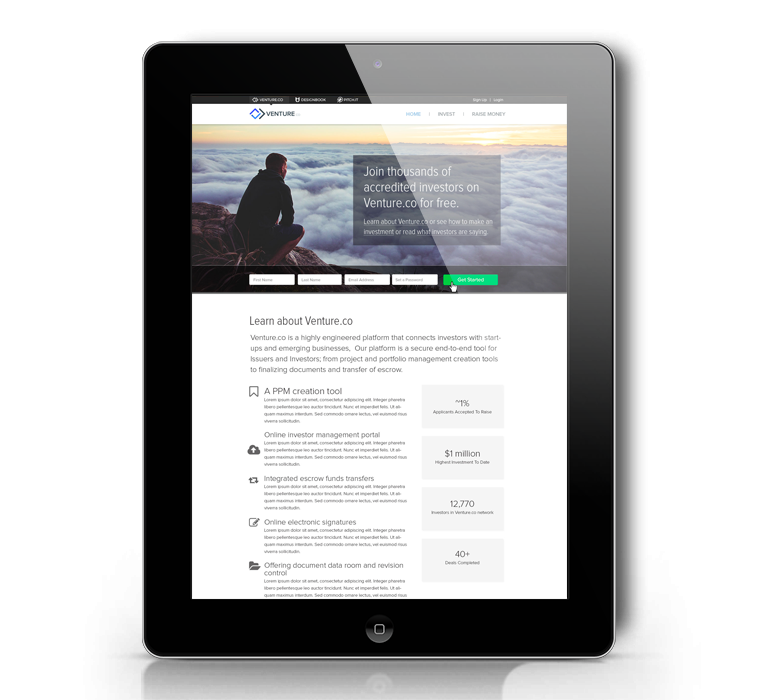 VENTURE.CO DESIGNBOOK PITCH.IT Sign Up | Login
VENTURE HOME | INVEST | RAISE MONEY
Join thousands of
accredited investors on
Venture.co for free.
Learn about Venture.co or see how to make an
investment or read what investors are saying.
First Name Last Name Email Address Set a Password Get Started
Learn about Venture.co
Venture.co is a highly engineered platform that connects investors with start-
ups and emerging businesses, Our platform is a secure end-to-end tool for
Issuers and Investors; from project and portfolio management creation tools
to finalizing documents and transfer of escrow.
A PPM creation tool
Lorem ipsum dolor sit amet, consectetur adipiscing elit. Integer pharetra
libero pellentesque leo auctor tincidunt. Nunc et imperdiet felis. Ut ali-
quam maximus interdum. Sed commodo ornare lectus, vel euismod risus
viverra sollicitudin.
Online investor management portal
Lorem ipsum dolor sit amet, consectetur adipiscing elit. Integer pharetra
libero pellentesque leo auctor tincidunt. Nunc et imperdiet felis. Ut ali-
quam maximus interdum. Sed commodo ornare lectus, vel euismod risus
viverra sollicitudin.
Integrated escrow funds transfers
Lorem ipsum dolor sit amet, consectetur adipiscing elit. Integer pharetra
libero pellentesque leo auctor tincidunt. Nunc et imperdiet felis. Ut ali-
quam maximus interdum. Sed commodo ornare lectus, vel euismod risus
viverra sollicitudin.
Online electronic signatures
Lorem ipsum dolor sit amet, consectetur adipiscing elit. Integer pharetra
libero pellentesque leo auctor tincidunt. Nunc et imperdiet felis. Ut ali-
quam maximus interdum. Sed commodo ornare lectus, vel euismod risus
viverra sollicitudin.
Offering document data room and revision
control
Lorem ipsum dolor sit amet, consectetur adipiscing elit. Integer pharetra
libero pellentesque leo auctor tincidunt. Nunc et imperdiet felis. Ut ali-
quam maximus interdum. Sed commodo ornare lectus, vel euismod risus
~1%
Applicants Accepted To Raise
$1 million
Highest Investment To Date
12,770
Investors in Venture.co network
40+
Deals Completed